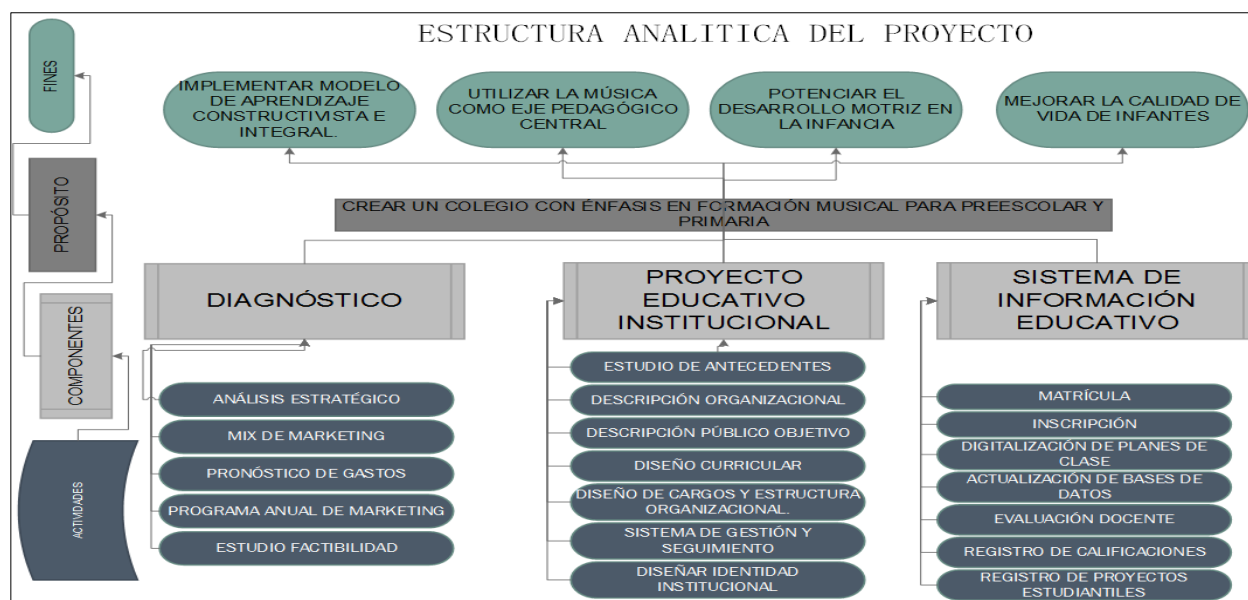 ESTRUCTURA ANALITICA DEL PROYECTO
FINES
IMPLEMENTAR MODELO
DE APRENDIZAJE
CONSTRUCTIVISTA E
INTEGRAL.
UTILIZAR LA MÚSICA
COMO EJE PEDAGÓGICO
CENTRAL
POTENCIAR EL
DESARROLLO MOTRIZ EN
LA INFANCIA
MEJORAR LA CALIDAD DE
VIDA DE INFANTES
PROPÓSITO
CREAR UN COLEGIO CON ÉNFASIS EN FORMACIÓN MUSICAL PARA PREESCOLAR Y
PRIMARIA
COMPONENTES
DIAGNÓSTICO
PROYECTO
EDUCATIVO
INSTITUCIONAL
SISTEMA DE
INFORMACIÓN
EDUCATIVO
ACTIVIDADES
ANÁLISIS ESTRATÉGICO
MIX DE MARKETING
PRONÓSTICO DE GASTOS
PROGRAMA ANUAL DE MARKETING
ESTUDIO FACTIBILIDAD
ESTUDIO DE ANTECEDENTES
DESCRIPCIÓN ORGANIZACIONAL
DESCRIPCIÓN PÚBLICO OBJETIVO
DISEÑO CURRICULAR
DISEÑO DE CARGOS Y ESTRUCTURA
ORGANIZACIONAL.
SISTEMA DE GESTIÓN Y
SEGUIMIENTO
DISEÑAR IDENTIDAD
INSTITUCIONAL
MATRÍCULA
INSCRIPCIÓN
DIGITALIZACIÓN DE PLANES DE
CLASE
ACTUALIZACIÓN DE BASES DE
DATOS
EVALUACIÓN DOCENTE
REGISTRO DE CALIFICACIONES
REGISTRO DE PROYECTOS
ESTUDIANTILES